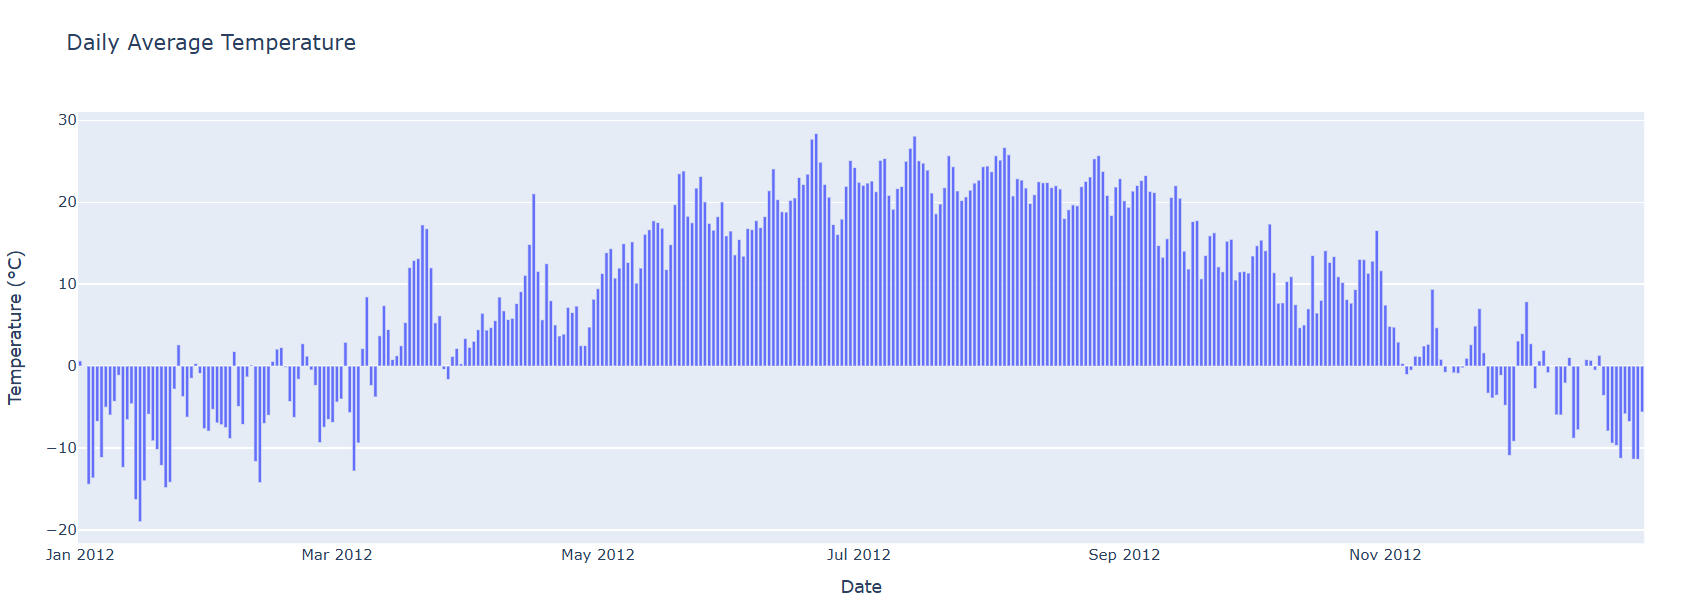 Daily Average Temperature
30
20
10
0
−10
−20
Temperature (°C)
Jan 2012 Mar 2012 May 2012 Jul 2012 Sep 2012 Nov 2012
Date